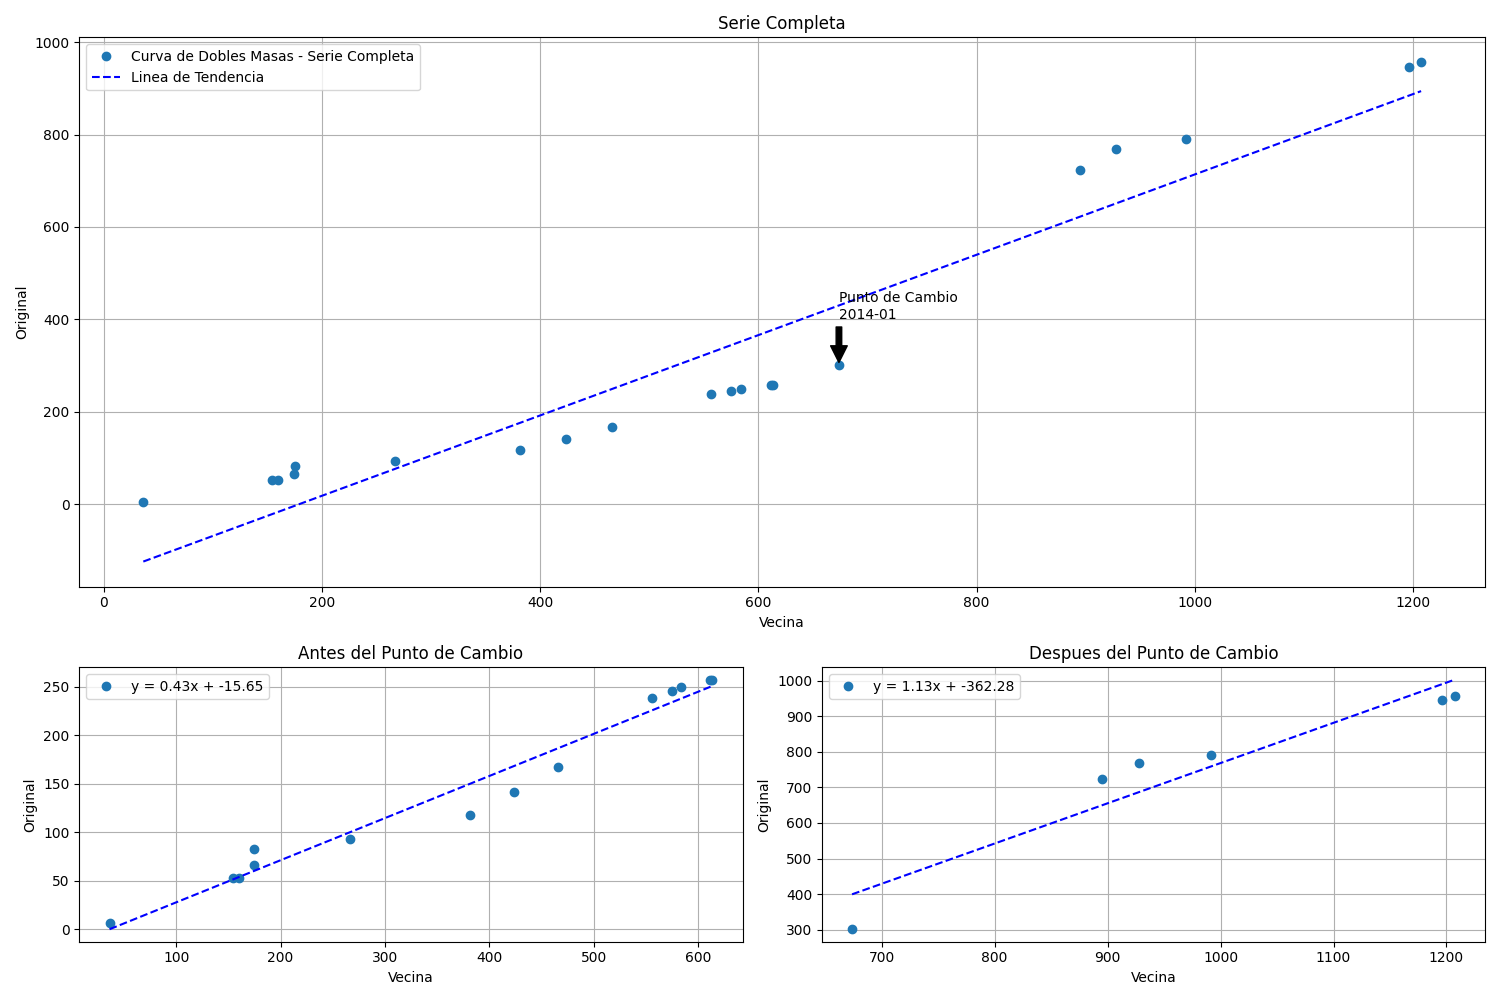 Serie Completa
Curva de Dobles Masas - Serie Completa
Linea de Tendencia
1000
800
600
400
200
0
Original
Punto de Cambio
2014-01
0 200 400 600 800 1000 1200
Vecina
Antes del Punto de Cambio
y = 0.43x + -15.65
250
200
150
100
50
0
Original
100 200 300 400 500 600
Vecina
Despues del Punto de Cambio
y = 1.13x + -362.28
1000
900
800
700
600
500
400
300
Original
700 800 900 1000 1100 1200
Vecina